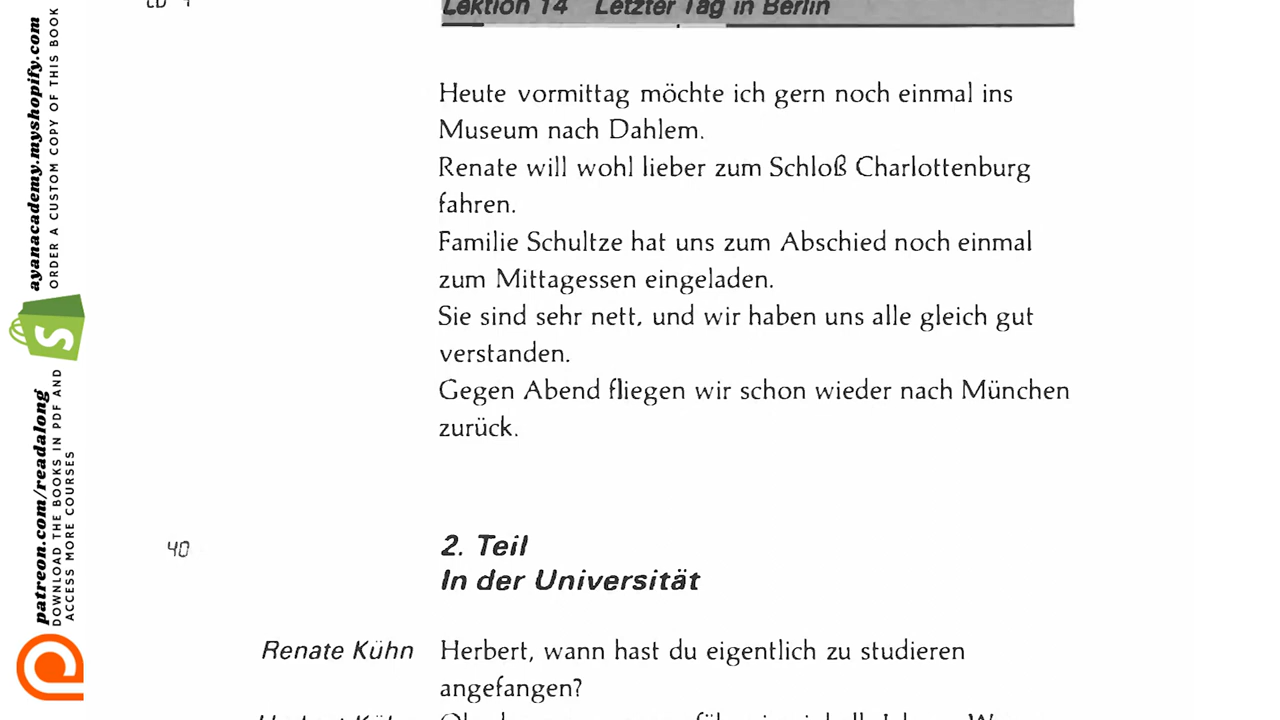 Lektion 14 Letzter Tag in Berlin
Heute vormittag möchte ich gern noch einmal ins
Museum nach Dahlem.
Renate will wohl lieber zum Schloß Charlottenburg
fahren.
Familie Schultze hat uns zum Abschied noch einmal
zum Mittagessen eingeladen.
Sie sind sehr nett, und wir haben uns alle gleich gut
verstanden.
Gegen Abend fliegen wir schon wieder nach München
zurück.
40
2. Teil
In der Universität
Renate Kühn Herbert, wann hast du eigentlich zu studieren
angefangen?
ayanacademy.myshopify.com
ORDER A CUSTOM COPY OF THIS BOOK
patreon.com/readalong
DOWNLOAD THE BOOKS IN PDF AND
ACCESS MORE COURSES